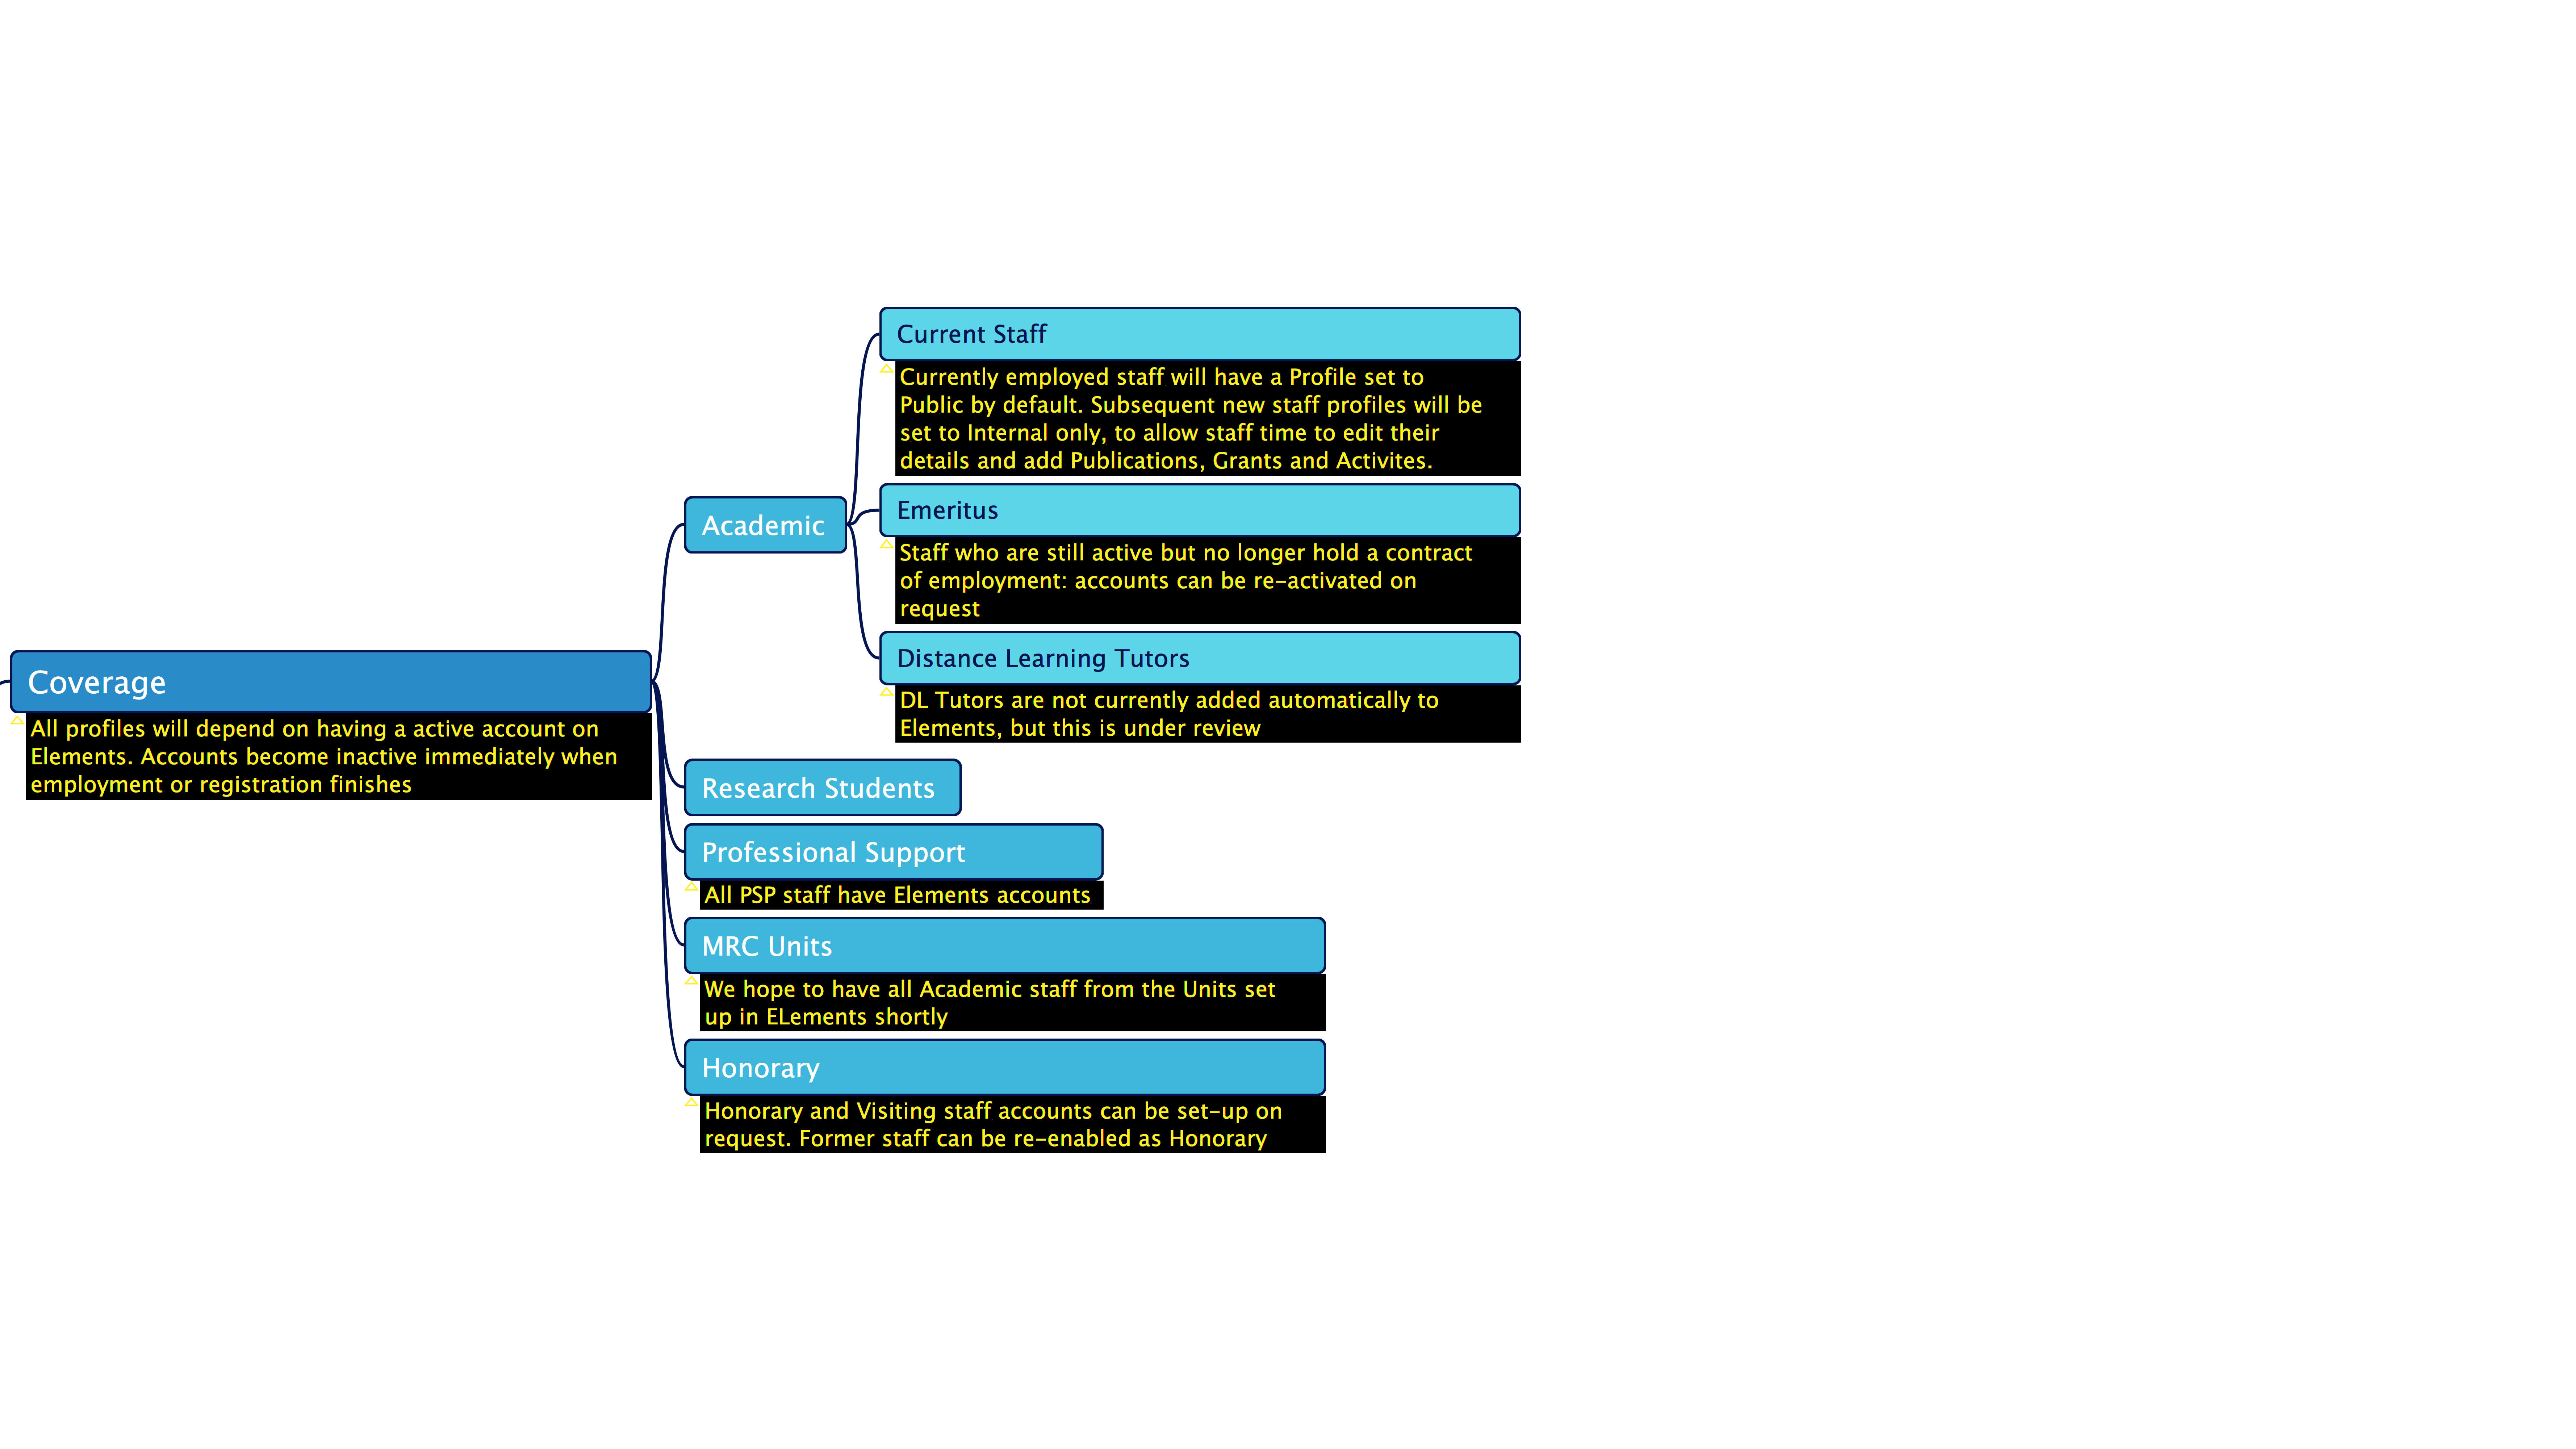 Coverage
All profiles will depend on having a active account on
Elements. Accounts become inactive immediately when
employment or registration finishes
Academic
Current Staff
Currently employed staff will have a Profile set to
Public by default. Subsequent new staff profiles will be
set to Internal only, to allow staff time to edit their
details and add Publications, Grants and Activites.
Emeritus
Staff who are still active but no longer hold a contract
of employment: accounts can be re-activated on
request
Distance Learning Tutors
DL Tutors are not currently added automatically to
Elements, but this is under review
Research Students
Professional Support
All PSP staff have Elements accounts
MRC Units
We hope to have all Academic staff from the Units set
up in ELements shortly
Honorary
Honorary and Visiting staff accounts can be set-up on
request. Former staff can be re-enabled as Honorary